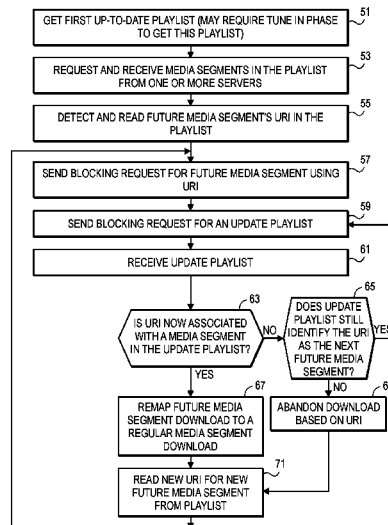 51
GET FIRST UP-TO-DATE PLAYLIST (MAY REQUIRE TUNE IN PHASE
TO GET THIS PLAYLIST)
53
REQUEST AND RECEIVE MEDIA SEGMENTS IN THE PLAYLIST
FROM ONE OR MORE SERVERS
55
DETECT AND READ FUTURE MEDIA SEGMENT'S URI IN THE
PLAYLIST
57
SEND BLOCKING REQUEST FOR FUTURE MEDIA SEGMENT USING
URI
59
SEND BLOCKING REQUEST FOR AN UPDATE PLAYLIST
61
RECEIVE UPDATE PLAYLIST
63
IS URI NOW ASSOCIATED
WITH A MEDIA SEGMENT
IN THE UPDATE PLAYLIST?
NO
YES
65
DOES UPDATE
PLAYLIST STILL
IDENTIFY THE URI
AS THE NEXT
FUTURE MEDIA
SEGMENT?
YES
NO
67
REMAP FUTURE MEDIA
SEGMENT DOWNLOAD TO A
REGULAR MEDIA SEGMENT
DOWNLOAD
ABANDON DOWNLOAD
BASED ON URI
71
READ NEW URI FOR NEW
FUTURE MEDIA SEGMENT
FROM PLAYLIST